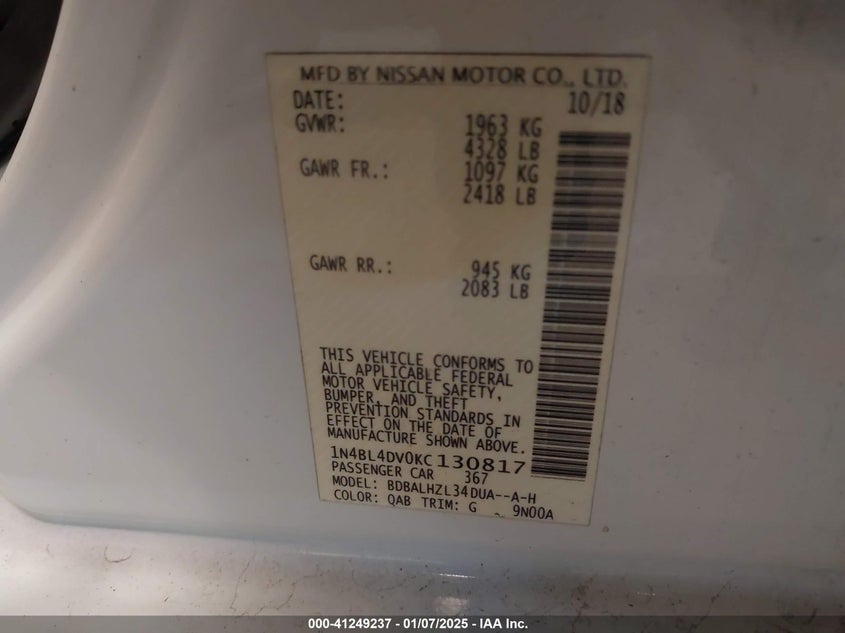 MFD BY NISSAN MOTOR CO., LTD.
DATE: 10/18
GVWR: 1963 KG
4328 LB
GAWR FR.: 1097 KG
2418 LB
GAWR RR.: 945 KG
2083 LB
THIS VEHICLE CONFORMS TO
ALL APPLICABLE FEDERAL
MOTOR VEHICLE SAFETY,
BUMPER, AND THEFT
PREVENTION STANDARDS IN
EFFECT ON THE DATE OF
MANUFACTURE SHOWN ABOVE.
1N4BL4DV0KC130817
PASSENGER CAR 367
MODEL: BDBALHZL34DUA--A-H
COLOR: QAB TRIM: G 9N00A
000-41249237 - 01/07/2025 - IAA Inc.